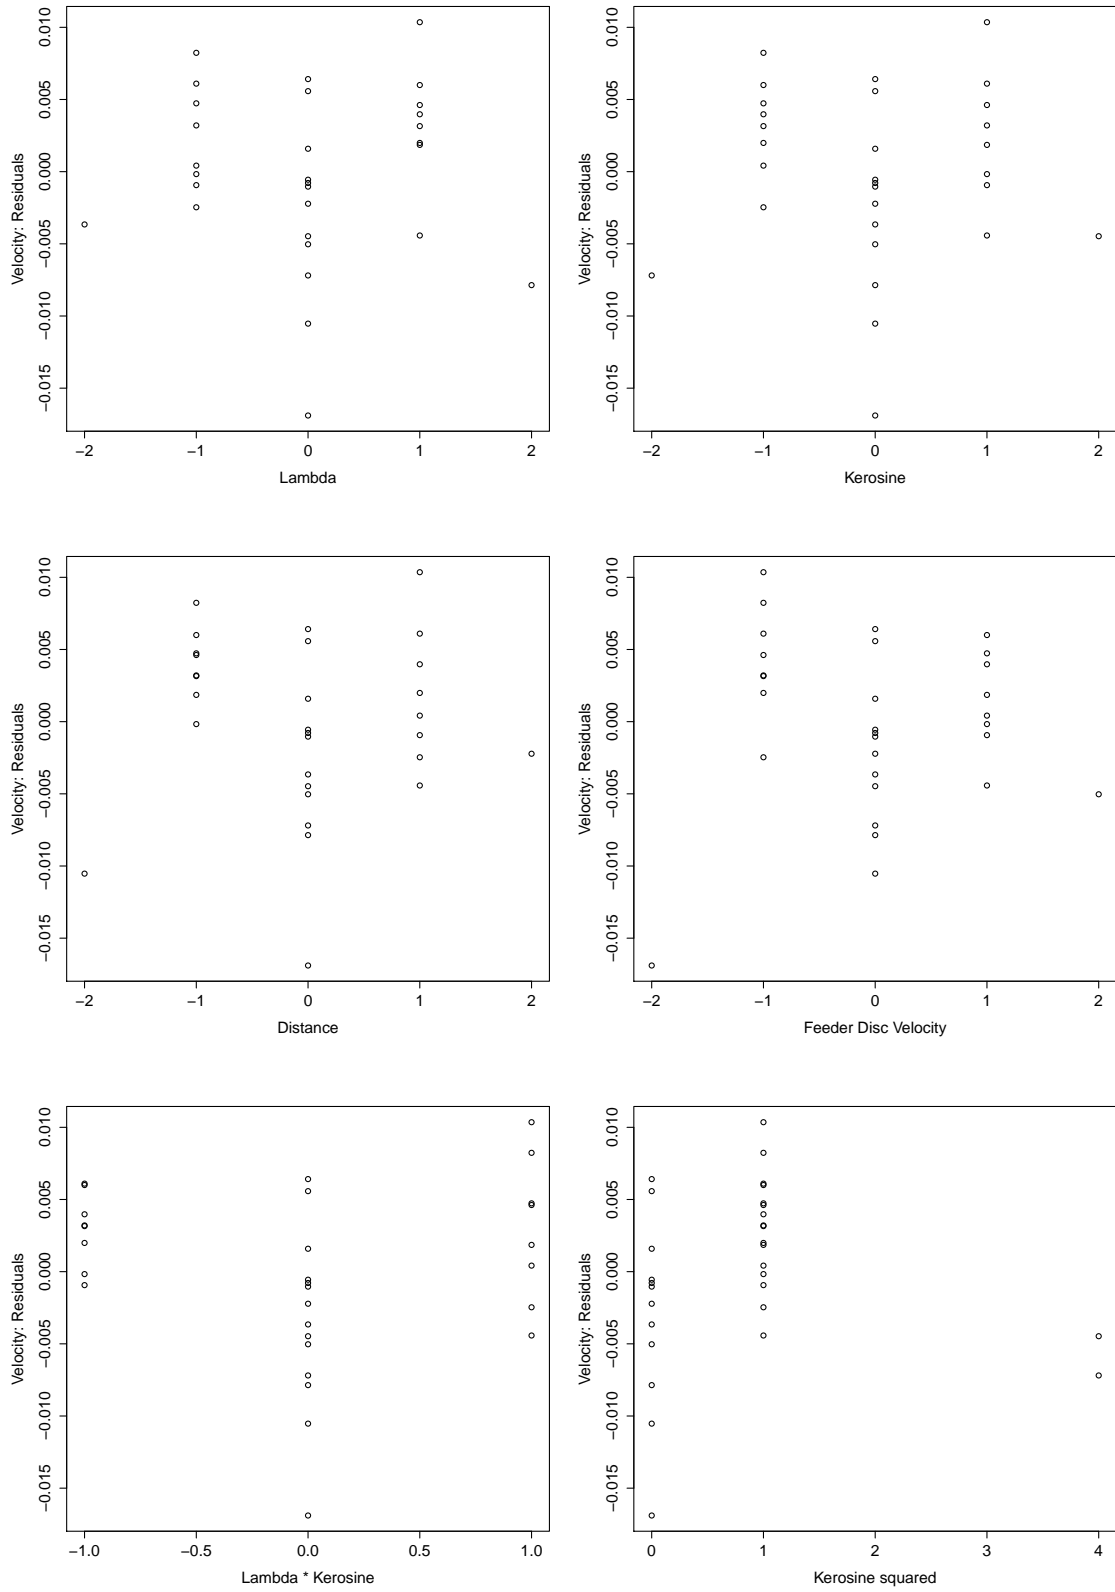 0.010
0.005
0.000
−0.005
−0.010
−0.015
Velocity: Residuals
−2 −1 0 1 2
Lambda
0.010
0.005
0.000
−0.005
−0.010
−0.015
Velocity: Residuals
−2 −1 0 1 2
Kerosine
0.010
0.005
0.000
−0.005
−0.010
−0.015
Velocity: Residuals
−2 −1 0 1 2
Distance
0.010
0.005
0.000
−0.005
−0.010
−0.015
Velocity: Residuals
−2 −1 0 1 2
Feeder Disc Velocity
0.010
0.005
0.000
−0.005
−0.010
−0.015
Velocity: Residuals
−1.0 −0.5 0.0 0.5 1.0
Lambda * Kerosine
0.010
0.005
0.000
−0.005
−0.010
−0.015
Velocity: Residuals
0 1 2 3 4
Kerosine squared